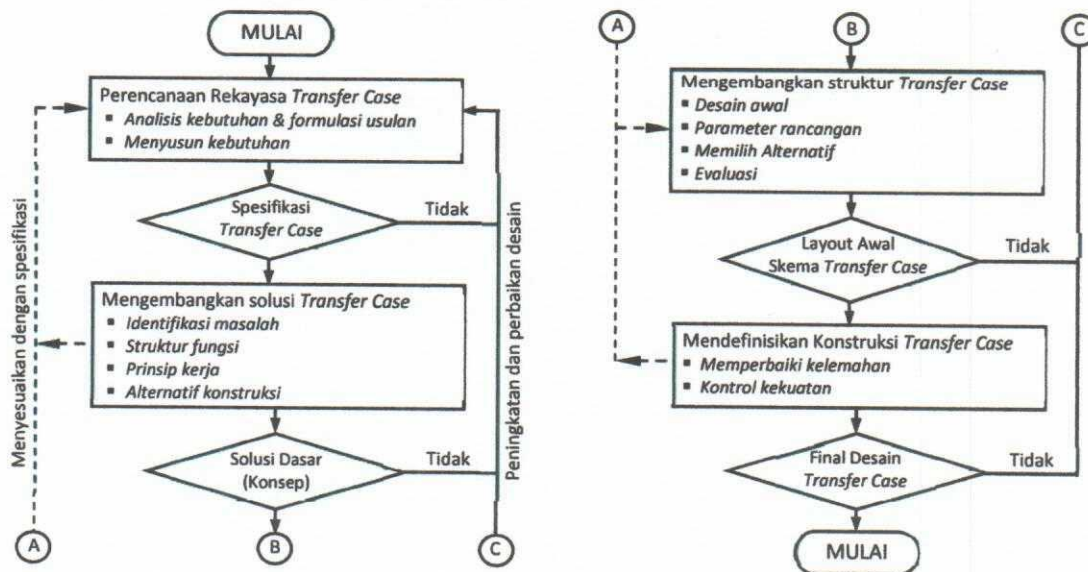 MULAI
Perencanaan Rekayasa Transfer Case
▪ Analisis kebutuhan & formulasi usulan
▪ Menyusun kebutuhan
Spesifikasi
Transfer Case
Tidak
Mengembangkan solusi Transfer Case
▪ Identifikasi masalah
▪ Struktur fungsi
▪ Prinsip kerja
▪ Alternatif konstruksi
Solusi Dasar
(Konsep)
Tidak
Menyesuaikan dengan spesifikasi
Peningkatan dan perbaikan desain
A
B
C
A
B
C
Mengembangkan struktur Transfer Case
▪ Desain awal
▪ Parameter rancangan
▪ Memilih Alternatif
▪ Evaluasi
Layout Awal
Skema Transfer Case
Tidak
Mendefinisikan Konstruksi Transfer Case
▪ Memperbaiki kelemahan
▪ Kontrol kekuatan
Final Desain
Transfer Case
Tidak
MULAI